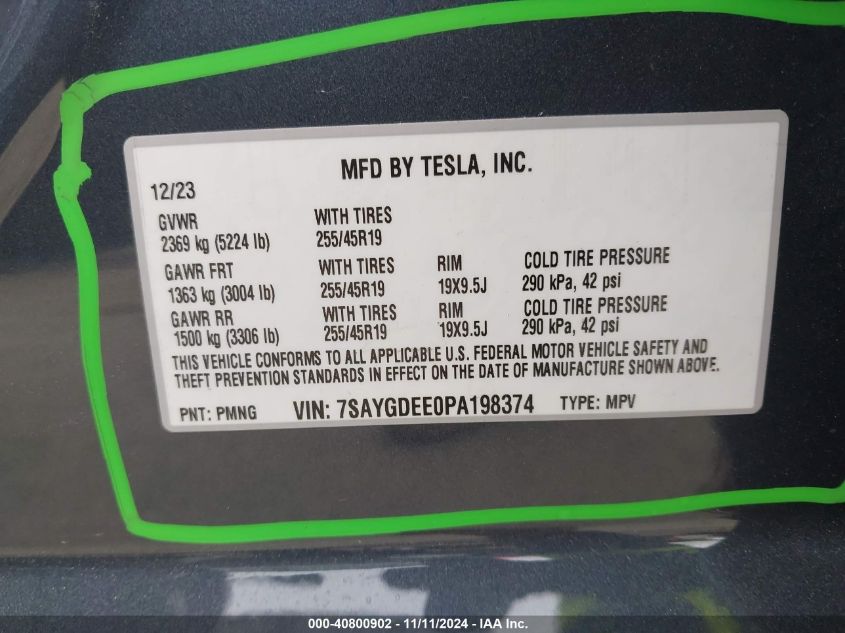 MFD BY TESLA, INC.
12/23
GVWR WITH TIRES
2369 kg (5224 lb) 255/45R19
GAWR FRT WITH TIRES RIM COLD TIRE PRESSURE
1363 kg (3004 lb) 255/45R19 19X9.5J 290 kPa, 42 psi
GAWR RR WITH TIRES RIM COLD TIRE PRESSURE
1500 kg (3306 lb) 255/45R19 19X9.5J 290 kPa, 42 psi
THIS VEHICLE CONFORMS TO ALL APPLICABLE U.S. FEDERAL MOTOR VEHICLE SAFETY AND
THEFT PREVENTION STANDARDS IN EFFECT ON THE DATE OF MANUFACTURE SHOWN ABOVE.
PNT: PMNG VIN: 7SAYGDEE0PA198374 TYPE: MPV
000-40800902 - 11/11/2024 - IAA Inc.